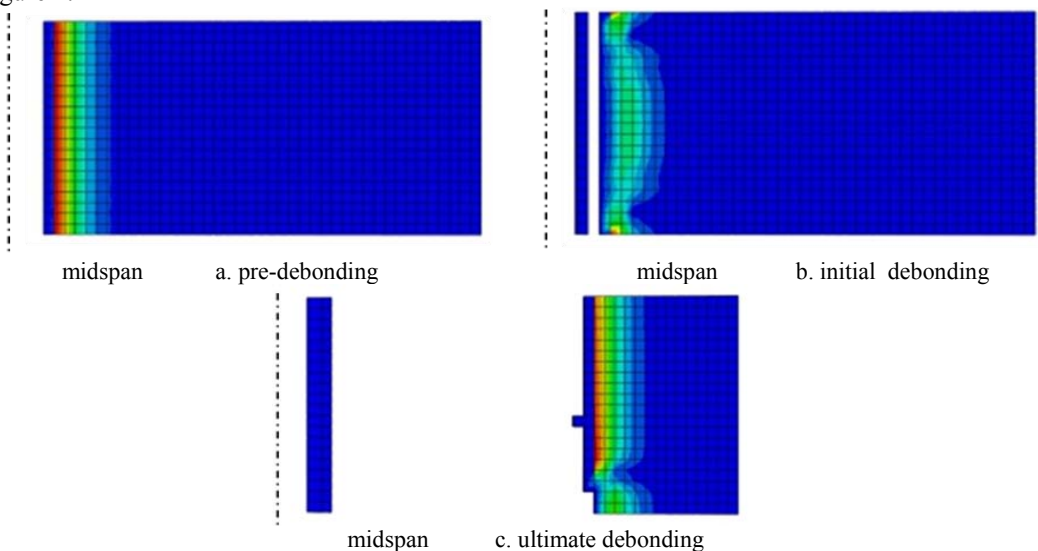 midspan a. pre-debonding
midspan b. initial debonding
midspan c. ultimate debonding